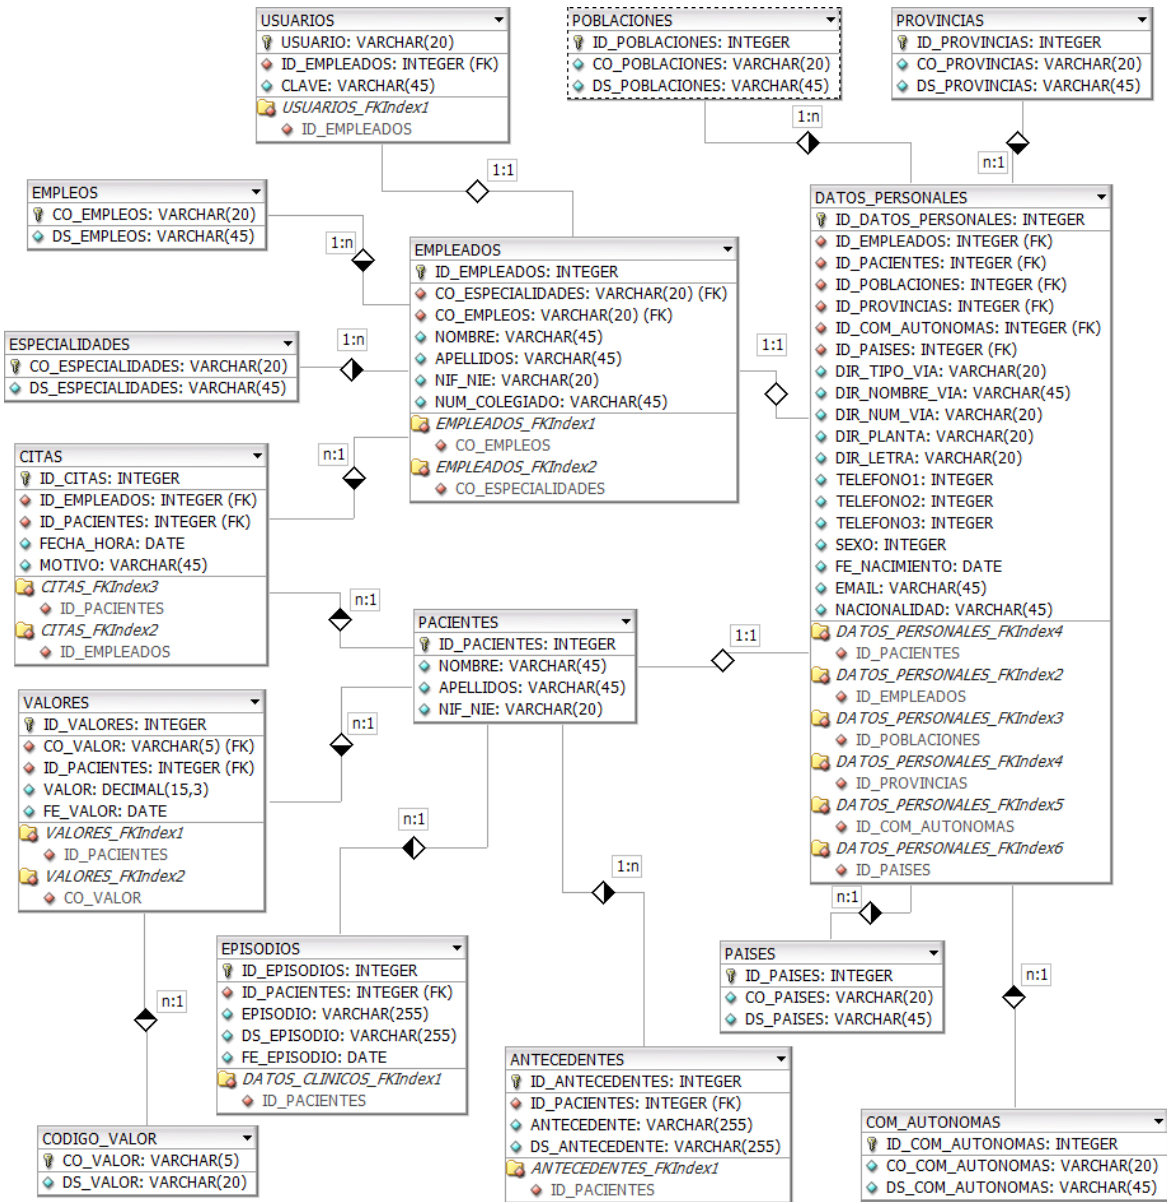 USUARIOS
USUARIO: VARCHAR(20)
ID_EMPLEADOS: INTEGER (FK)
CLAVE: VARCHAR(45)
USUARIOS_FKIndex1
ID_EMPLEADOS
POBLACIONES
ID_POBLACIONES: INTEGER
CO_POBLACIONES: VARCHAR(20)
DS_POBLACIONES: VARCHAR(45)
PROVINCIAS
ID_PROVINCIAS: INTEGER
CO_PROVINCIAS: VARCHAR(20)
DS_PROVINCIAS: VARCHAR(45)
1:n
n:1
1:1
EMPLEOS
CO_EMPLEOS: VARCHAR(20)
DS_EMPLEOS: VARCHAR(45)
1:n
EMPLEADOS
ID_EMPLEADOS: INTEGER
CO_ESPECIALIDADES: VARCHAR(20) (FK)
CO_EMPLEOS: VARCHAR(20) (FK)
NOMBRE: VARCHAR(45)
APELLIDOS: VARCHAR(45)
NIF_NIE: VARCHAR(20)
NUM_COLEGIADO: VARCHAR(45)
EMPLEADOS_FKIndex1
CO_EMPLEOS
EMPLEADOS_FKIndex2
CO_ESPECIALIDADES
DATOS_PERSONALES
ID_DATOS_PERSONALES: INTEGER
ID_EMPLEADOS: INTEGER (FK)
ID_PACIENTES: INTEGER (FK)
ID_POBLACIONES: INTEGER (FK)
ID_PROVINCIAS: INTEGER (FK)
ID_COM_AUTONOMAS: INTEGER (FK)
ID_PAISES: INTEGER (FK)
DIR_TIPO_VIA: VARCHAR(20)
DIR_NOMBRE_VIA: VARCHAR(45)
DIR_NUM_VIA: VARCHAR(20)
DIR_PLANTA: VARCHAR(20)
DIR_LETRA: VARCHAR(20)
TELEFONO1: INTEGER
TELEFONO2: INTEGER
TELEFONO3: INTEGER
SEXO: INTEGER
FE_NACIMIENTO: DATE
EMAIL: VARCHAR(45)
NACIONALIDAD: VARCHAR(45)
DATOS_PERSONALES_FKIndex4
ID_PACIENTES
DATOS_PERSONALES_FKIndex2
ID_EMPLEADOS
DATOS_PERSONALES_FKIndex3
ID_POBLACIONES
DATOS_PERSONALES_FKIndex4
ID_PROVINCIAS
DATOS_PERSONALES_FKIndex5
ID_COM_AUTONOMAS
DATOS_PERSONALES_FKIndex6
ID_PAISES
ESPECIALIDADES
CO_ESPECIALIDADES: VARCHAR(20)
DS_ESPECIALIDADES: VARCHAR(45)
1:n
1:1
CITAS
ID_CITAS: INTEGER
ID_EMPLEADOS: INTEGER (FK)
ID_PACIENTES: INTEGER (FK)
FECHA_HORA: DATE
MOTIVO: VARCHAR(45)
CITAS_FKIndex3
ID_PACIENTES
CITAS_FKIndex2
ID_EMPLEADOS
n:1
n:1
PACIENTES
ID_PACIENTES: INTEGER
NOMBRE: VARCHAR(45)
APELLIDOS: VARCHAR(45)
NIF_NIE: VARCHAR(20)
1:1
VALORES
ID_VALORES: INTEGER
CO_VALOR: VARCHAR(5) (FK)
ID_PACIENTES: INTEGER (FK)
VALOR: DECIMAL(15,3)
FE_VALOR: DATE
VALORES_FKIndex1
ID_PACIENTES
VALORES_FKIndex2
CO_VALOR
n:1
n:1
1:n
n:1
EPISODIOS
ID_EPISODIOS: INTEGER
ID_PACIENTES: INTEGER (FK)
EPISODIO: VARCHAR(255)
DS_EPISODIO: VARCHAR(255)
FE_EPISODIO: DATE
DATOS_CLINICOS_FKIndex1
ID_PACIENTES
PAISES
ID_PAISES: INTEGER
CO_PAISES: VARCHAR(20)
DS_PAISES: VARCHAR(45)
n:1
n:1
ANTECEDENTES
ID_ANTECEDENTES: INTEGER
ID_PACIENTES: INTEGER (FK)
ANTECEDENTE: VARCHAR(255)
DS_ANTECEDENTE: VARCHAR(255)
ANTECEDENTES_FKIndex1
ID_PACIENTES
CODIGO_VALOR
CO_VALOR: VARCHAR(5)
DS_VALOR: VARCHAR(20)
COM_AUTONOMAS
ID_COM_AUTONOMAS: INTEGER
CO_COM_AUTONOMAS: VARCHAR(20)
DS_COM_AUTONOMAS: VARCHAR(45)